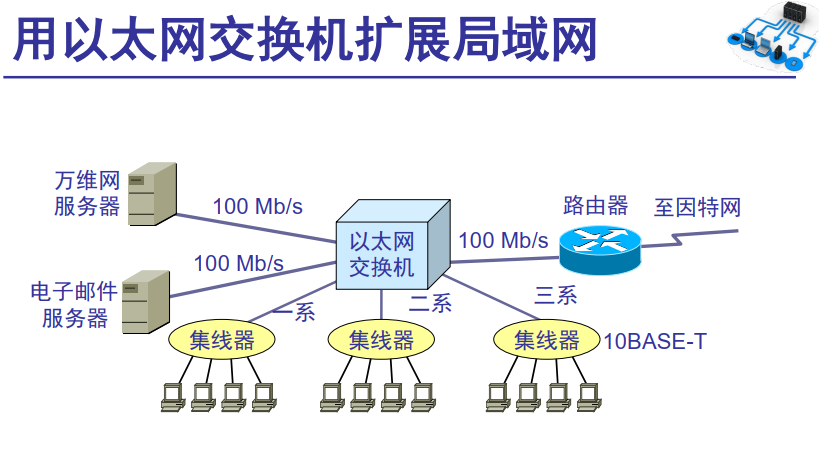 用以太网交换机扩展局域网
万维网
服务器
100 Mb/s
以太网
交换机
100 Mb/s
路由器
至因特网
电子邮件
服务器
100 Mb/s
一系
二系
三系
集线器
集线器
集线器
10BASE-T